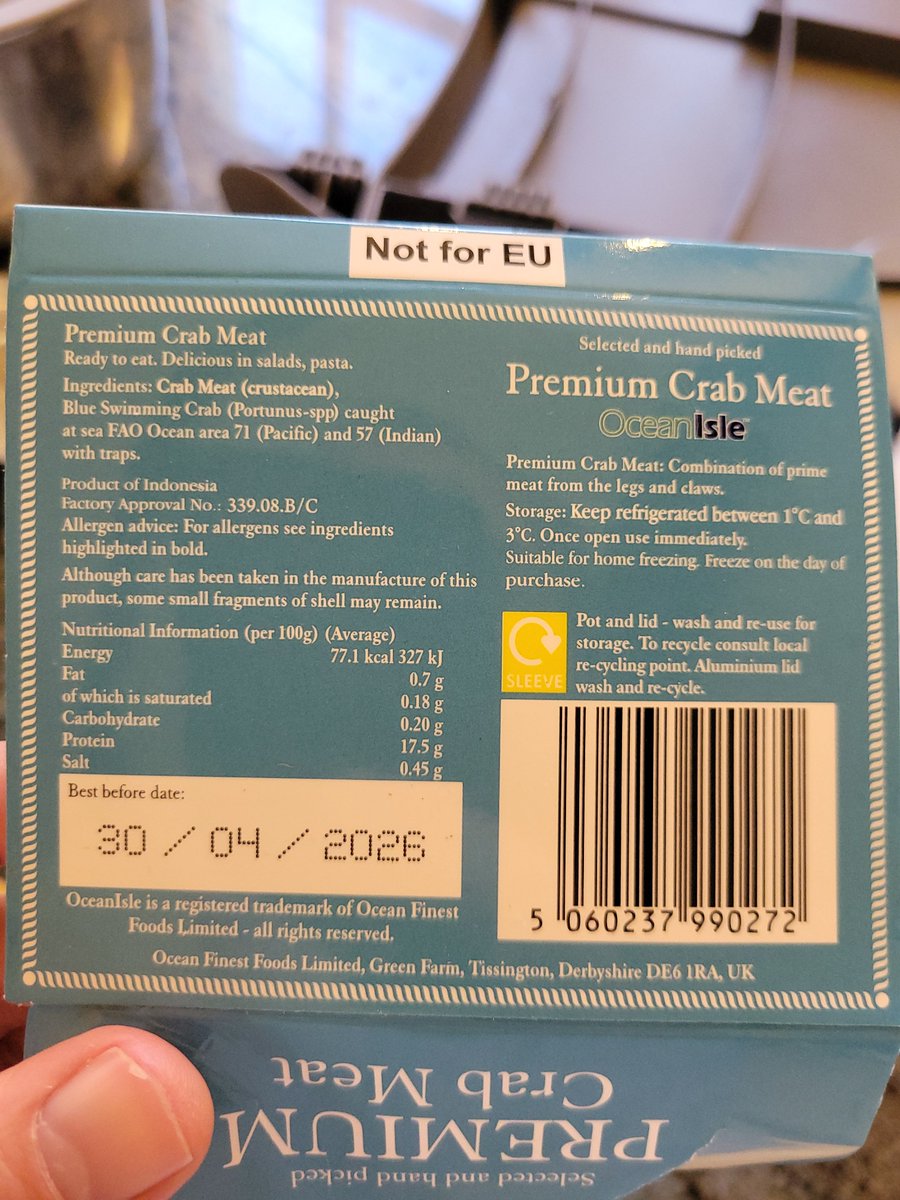 Not for EU
Premium Crab Meat
Ready to eat. Delicious in salads, pasta.
Ingredients: Crab Meat (crustacean),
Blue Swimming Crab (Portunus-spp) caught
at sea FAO Ocean area 71 (Pacific) and 57 (Indian)
with traps.
Product of Indonesia
Factory Approval No.: 339.08.B/C
Allergen advice: For allergens see ingredients
highlighted in bold.
Although care has been taken in the manufacture of this
product, some small fragments of shell may remain.
Nutritional Information (per 100g) (Average)
Energy 77.1 kcal 327 kJ
Fat 0.7 g
of which is saturated 0.18 g
Carbohydrate 0.20 g
Protein 17.5 g
Salt 0.45 g
Best before date:
30 / 04 / 2026
Selected and hand picked
Premium Crab Meat
OceanIsle™
Premium Crab Meat: Combination of prime
meat from the legs and claws.
Storage: Keep refrigerated between 1°C and
3°C. Once open use immediately.
Suitable for home freezing. Freeze on the day of
purchase.
SLEEVE
Pot and lid - wash and re-use for
storage. To recycle consult local
re-cycling point. Aluminium lid
wash and re-cycle.
5 060237 990272
OceanIsle is a registered trademark of Ocean Finest
Foods Limited - all rights reserved.
Ocean Finest Foods Limited, Green Farm, Tissington, Derbyshire DE6 1RA, UK
Selected and hand picked
PREMIUM
Crab Meat